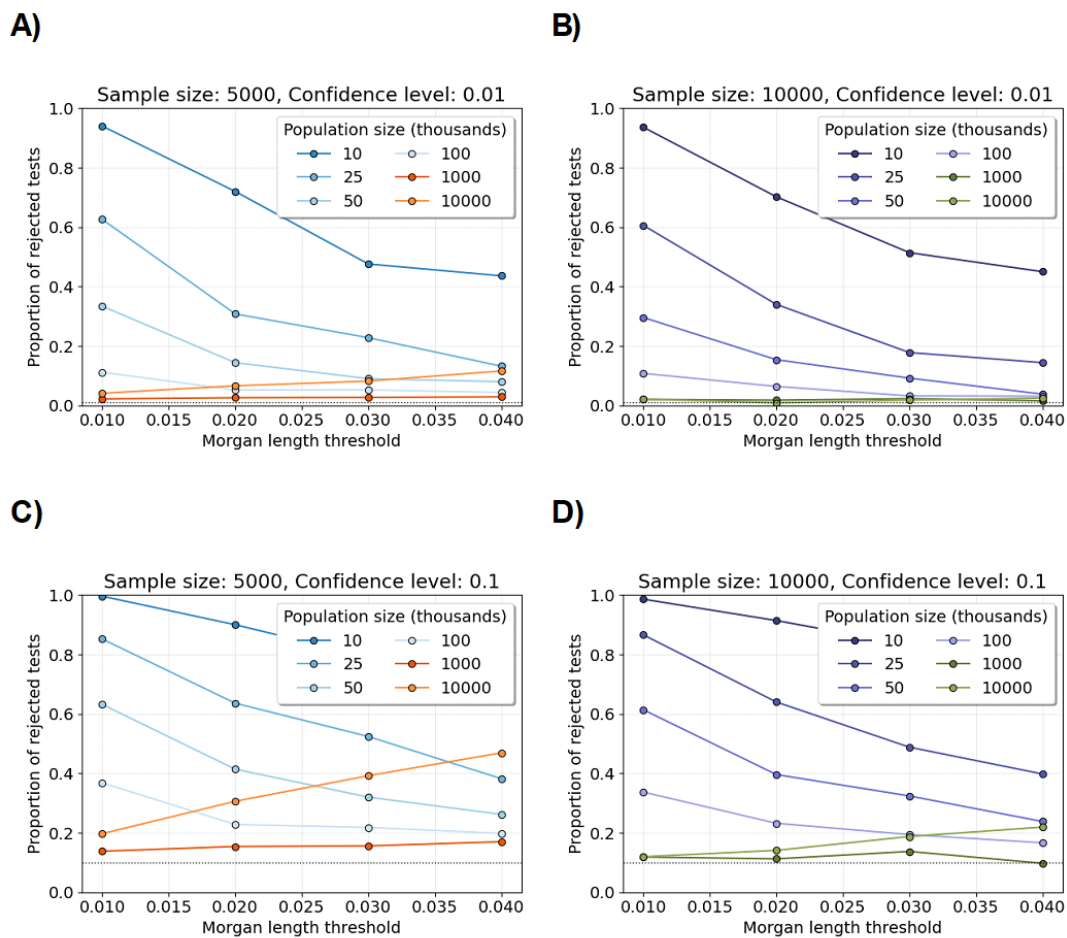 A)
B)
Sample size: 5000, Confidence level: 0.01
Sample size: 10000, Confidence level: 0.01
Proportion of rejected tests
1.0
0.8
0.6
0.4
0.2
0.0
Population size (thousands)
10 100
25 1000
50 10000
0.010 0.015 0.020 0.025 0.030 0.035 0.040
Morgan length threshold
Proportion of rejected tests
1.0
0.8
0.6
0.4
0.2
0.0
Population size (thousands)
10 100
25 1000
50 10000
0.010 0.015 0.020 0.025 0.030 0.035 0.040
Morgan length threshold
C)
D)
Sample size: 5000, Confidence level: 0.1
Sample size: 10000, Confidence level: 0.1
Proportion of rejected tests
1.0
0.8
0.6
0.4
0.2
0.0
Population size (thousands)
10 100
25 1000
50 10000
0.010 0.015 0.020 0.025 0.030 0.035 0.040
Morgan length threshold
Proportion of rejected tests
1.0
0.8
0.6
0.4
0.2
0.0
Population size (thousands)
10 100
25 1000
50 10000
0.010 0.015 0.020 0.025 0.030 0.035 0.040
Morgan length threshold